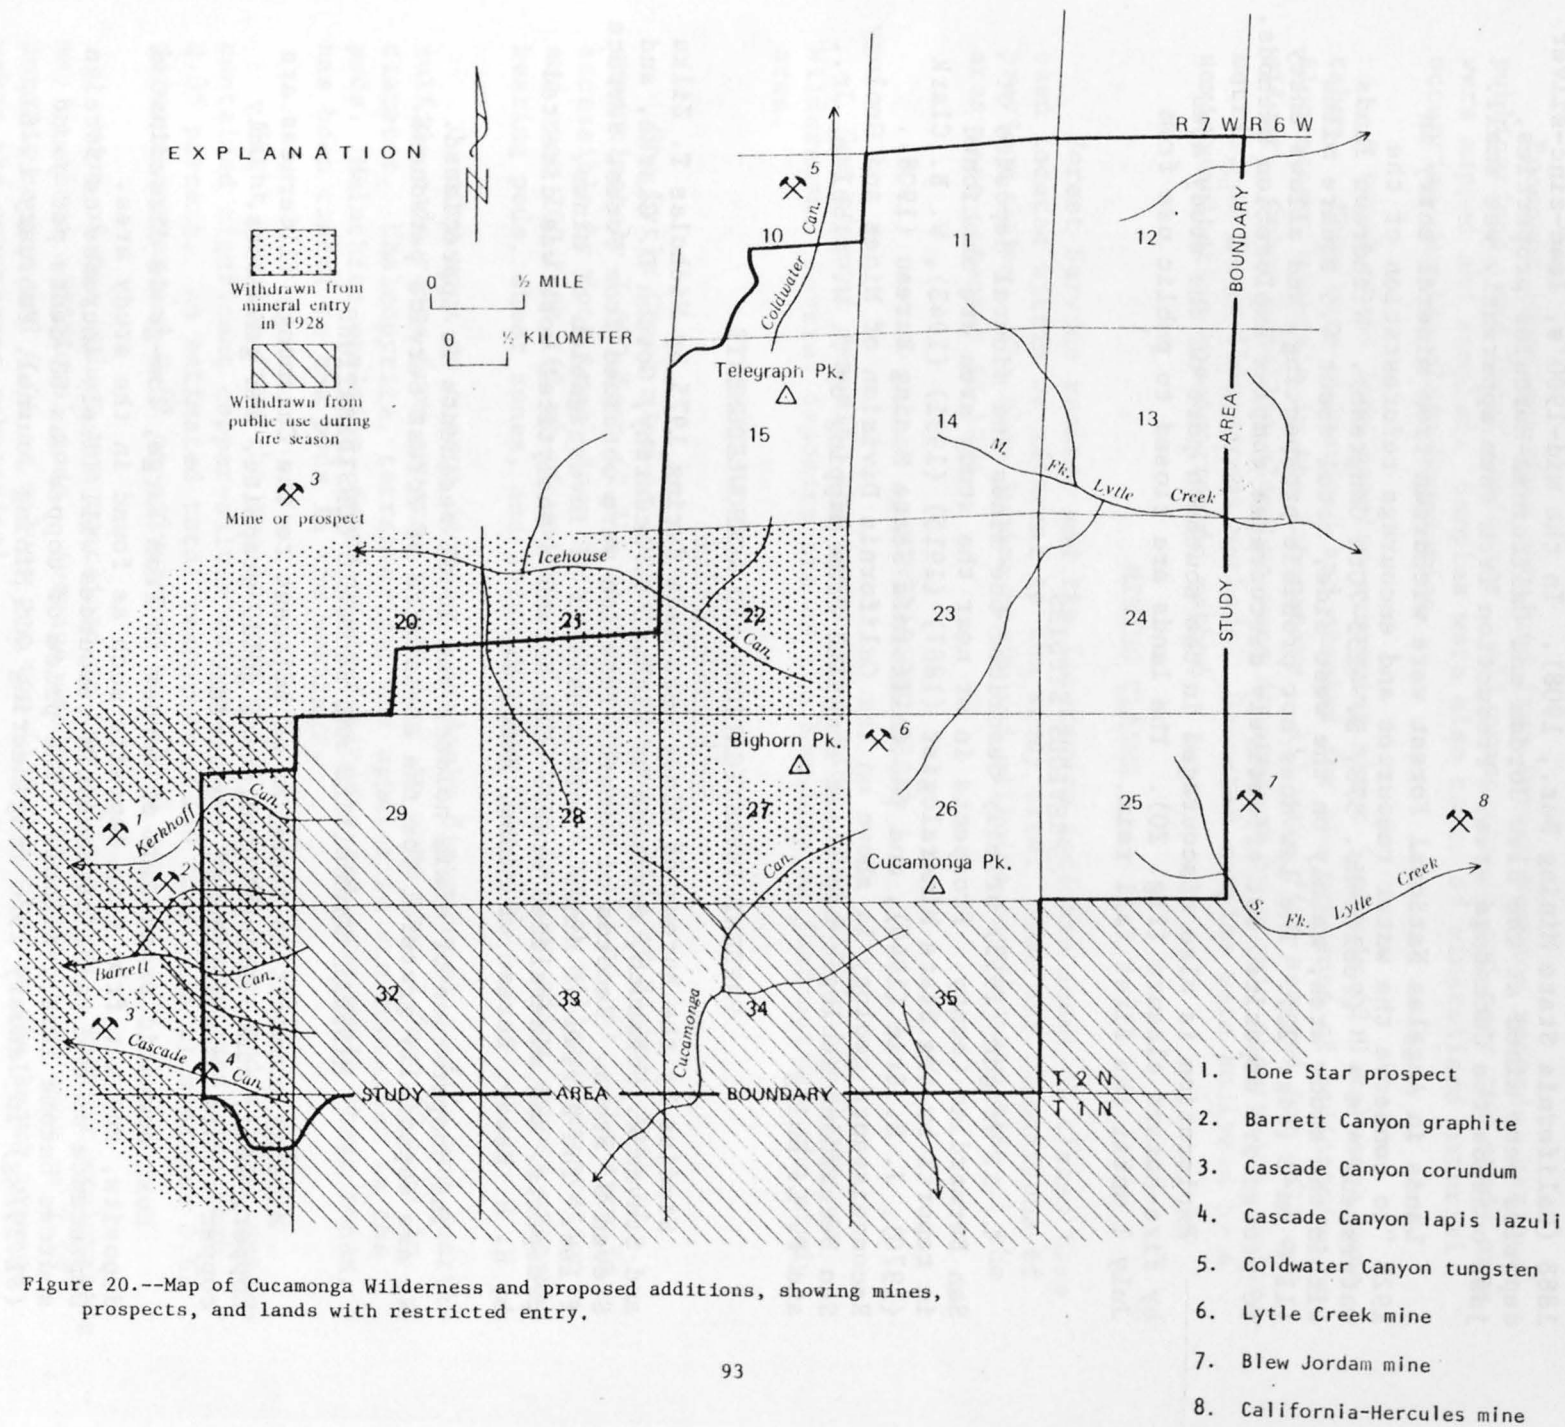 EXPLANATION
N
R 7 W R 6 W
Withdrawn from
mineral entry
in 1928
0 ½ MILE
0 ½ KILOMETER
Withdrawn from
public use during
fire season
3
Mine or prospect
5
10
11
12
Coldwater Can.
BOUNDARY
Telegraph Pk.
15
14
13
AREA
M. Fk. Lytle Creek
Icehouse Can.
20
21
22
23
24
STUDY
Bighorn Pk.
6
29
28
27
26
25
7
8
1
Kerkhoff Can.
2
Can.
Cucamonga Pk.
S. Fk. Lytle Creek
Barrett Can.
32
33
34
35
Cucamonga
3
Cascade Can.
4
STUDY AREA BOUNDARY
T 2 N
T 1 N
1. Lone Star prospect
2. Barrett Canyon graphite
3. Cascade Canyon corundum
4. Cascade Canyon lapis lazuli
5. Coldwater Canyon tungsten
6. Lytle Creek mine
7. Blew Jordam mine
8. California-Hercules mine
Figure 20.--Map of Cucamonga Wilderness and proposed additions, showing mines,
prospects, and lands with restricted entry.
93